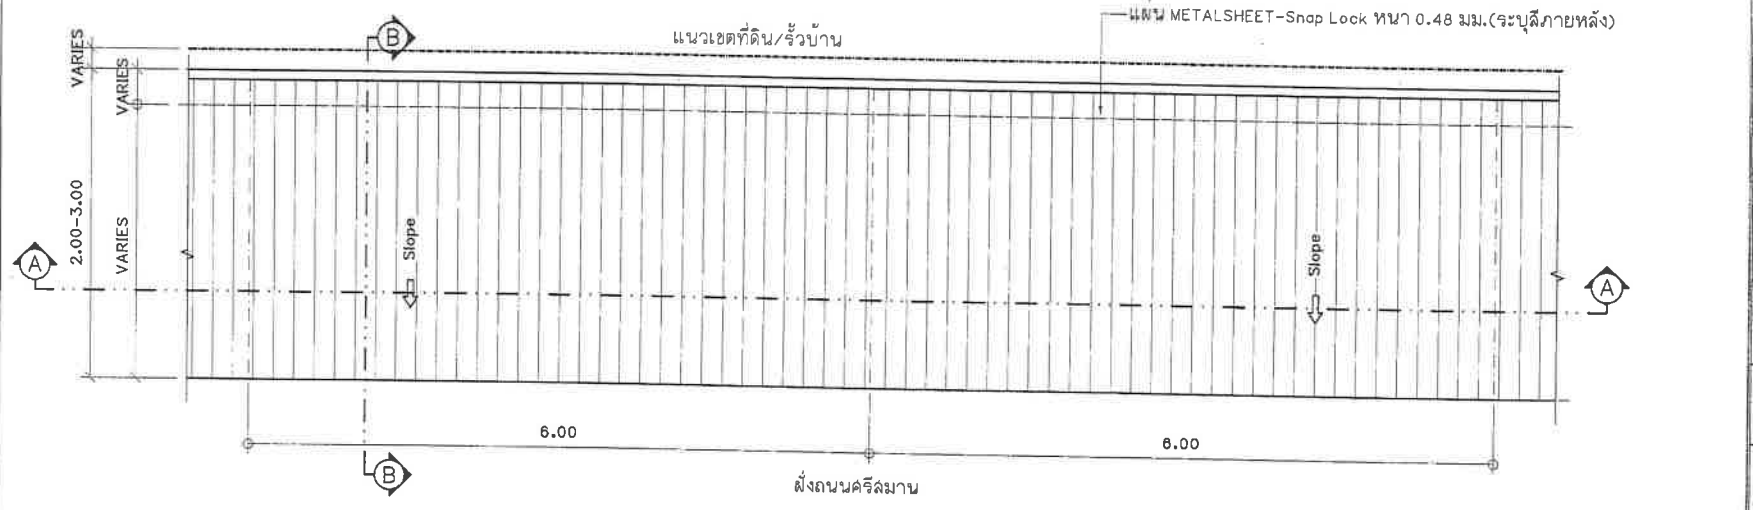 แผ่น METALSHEET-Snap Lock หนา 0.48 มม.(ระบุสีภายหลัง)
B
แนวเขตที่ดิน/รั้วบ้าน
VARIES
VARIES
2.00-3.00
VARIES
Slope
Slope
A
A
6.00
6.00
B
ฝั่งถนนศรีสมาน